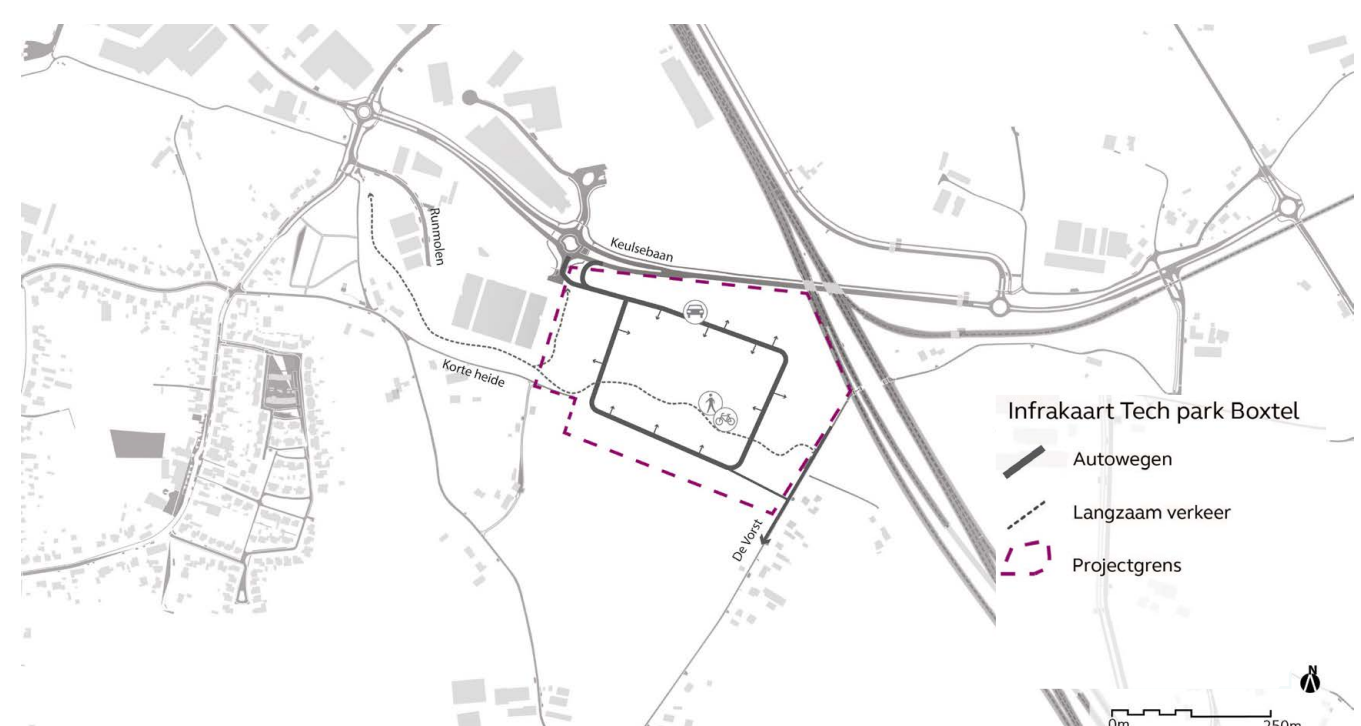 Runmolen
Keulsebaan
Korte heide
De Vorst
Infrakaart Tech park Boxtel
Autowegen
Langzaam verkeer
Projectgrens
N
0m
250m